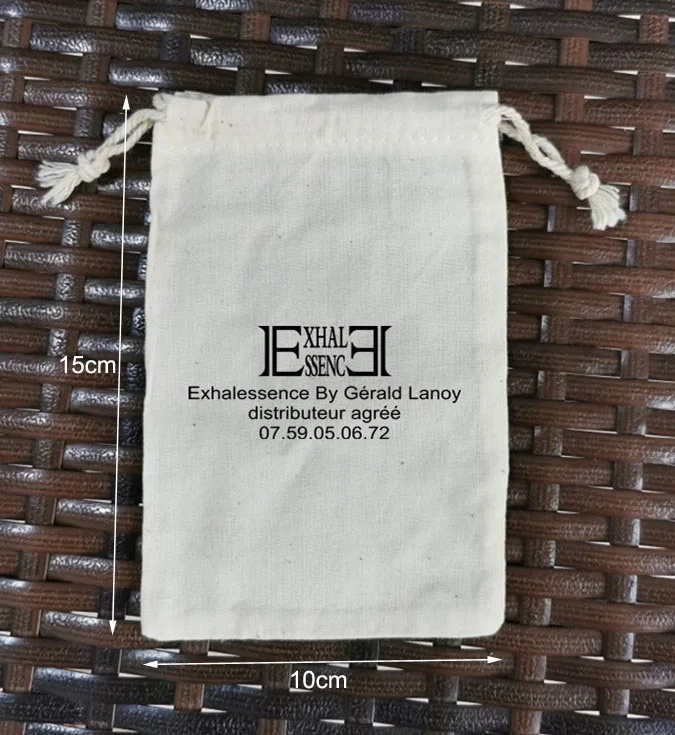 EXHAL
ESSENCE
Exhalessence By Gérald Lanoy
distributeur agréé
07.59.05.06.72
15cm
10cm